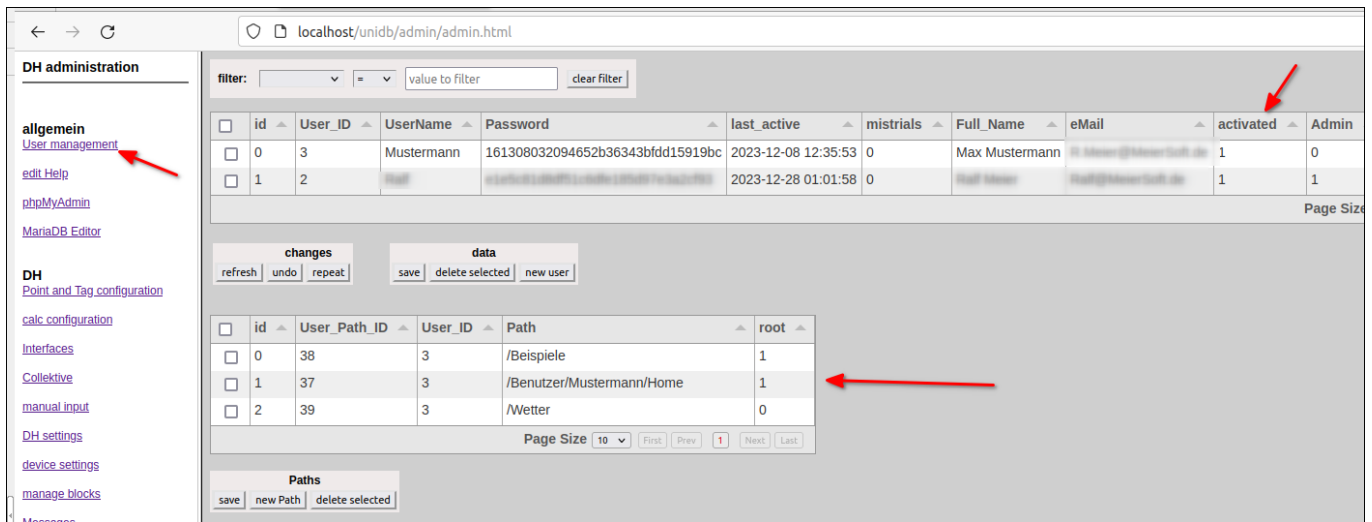 localhost/unidb/admin/admin.html
DH administration
allgemein
User management
edit Help
phpMyAdmin
MariaDB Editor
DH
Point and Tag configuration
calc configuration
Interfaces
Collektive
manual input
DH settings
device settings
manage blocks
Messages
filter: = value to filter clear filter
id User_ID UserName Password last_active mistrials Full_Name eMail activated Admin
0 3 Mustermann 161308032094652b36343bfdd15919bc 2023-12-08 12:35:53 0 Max Mustermann 1 0
1 2 2023-12-28 01:01:58 0 1 1
Page Size
changes data
refresh undo repeat save delete selected new user
id User_Path_ID User_ID Path root
0 38 3 /Beispiele 1
1 37 3 /Benutzer/Mustermann/Home 1
2 39 3 /Wetter 0
Page Size 10 First Prev 1 Next Last
Paths
save new Path delete selected